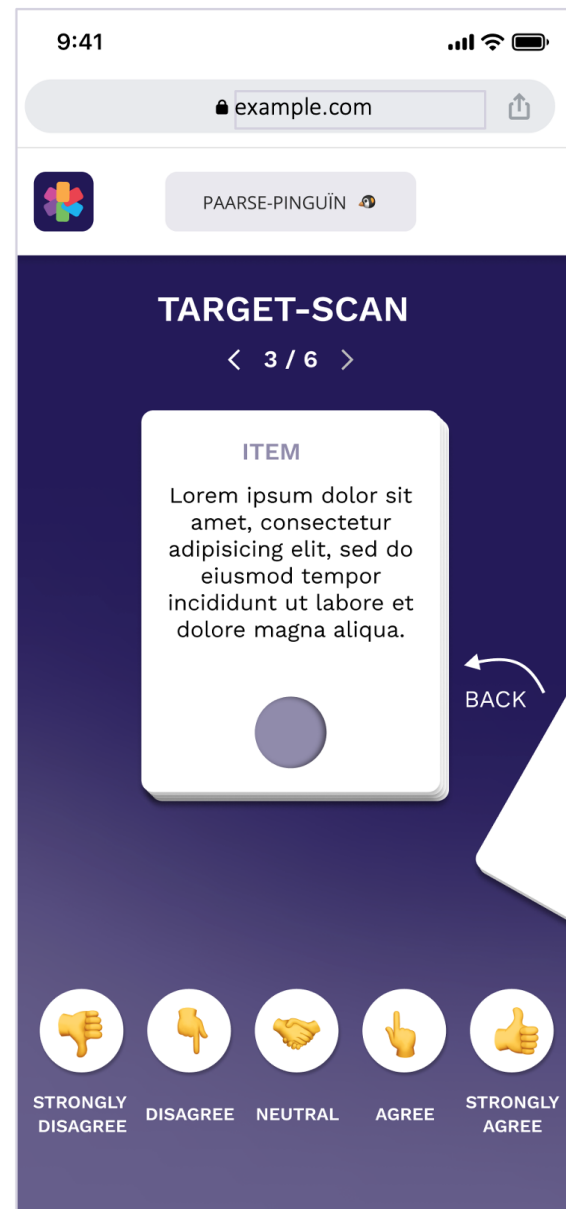 9:41
example.com
PAARSE-PINGUÏN
TARGET-SCAN
< 3 / 6 >
ITEM
Lorem ipsum dolor sit
amet, consectetur
adipisicing elit, sed do
eiusmod tempor
incididunt ut labore et
dolore magna aliqua.
BACK
STRONGLY
DISAGREE
DISAGREE
NEUTRAL
AGREE
STRONGLY
AGREE